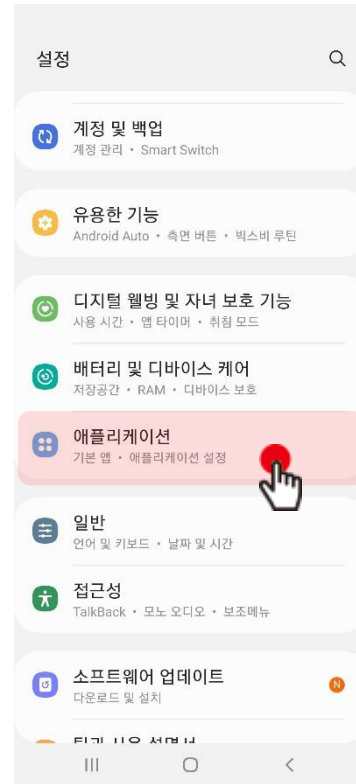 설정
계정 및 백업
계정 관리 • Smart Switch
유용한 기능
Android Auto • 측면 버튼 • 빅스비 루틴
디지털 웰빙 및 자녀 보호 기능
사용 시간 • 앱 타이머 • 취침 모드
배터리 및 디바이스 케어
저장공간 • RAM • 디바이스 보호
애플리케이션
기본 앱 • 애플리케이션 설정
일반
언어 및 키보드 • 날짜 및 시간
접근성
TalkBack • 모노 오디오 • 보조메뉴
소프트웨어 업데이트
N
다운로드 및 설치